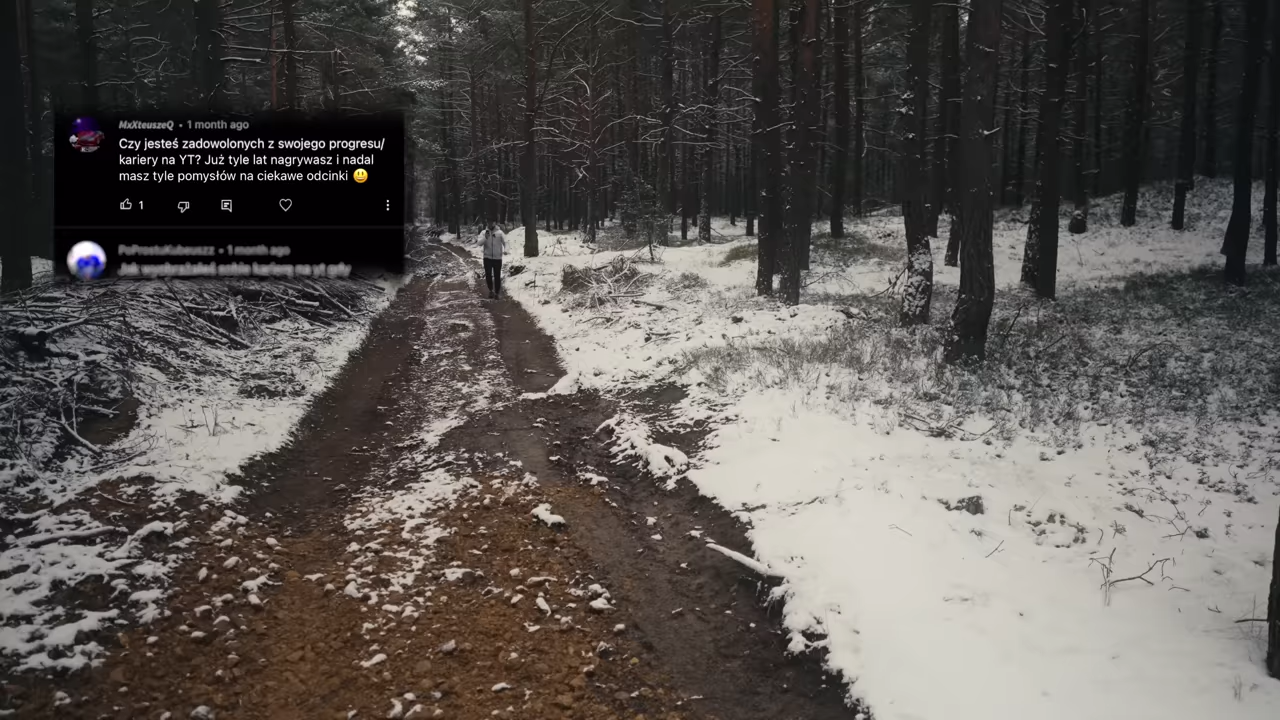 MxXteuszeQ • 1 month ago
Czy jesteś zadowolonych z swojego progresu/
kariery na YT? Już tyle lat nagrywasz i nadal
masz tyle pomysłów na ciekawe odcinki 😃
1
PoProstuKubeuszz • 1 month ago